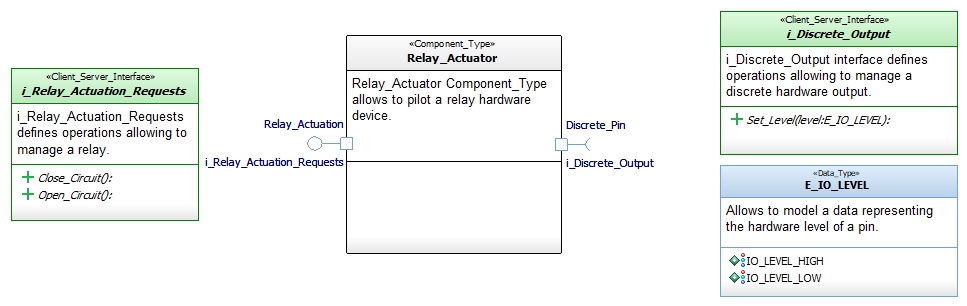 «Client_Server_Interface»
i_Relay_Actuation_Requests
i_Relay_Actuation_Requests
defines operations allowing to
manage a relay.
Close_Circuit():
Open_Circuit():
Relay_Actuation
i_Relay_Actuation_Requests
«Component_Type»
Relay_Actuator
Relay_Actuator Component_Type
allows to pilot a relay hardware
device.
Discrete_Pin
i_Discrete_Output
«Client_Server_Interface»
i_Discrete_Output
i_Discrete_Output interface defines
operations allowing to manage a
discrete hardware output.
Set_Level(level:E_IO_LEVEL):
«Data_Type»
E_IO_LEVEL
Allows to model a data representing
the hardware level of a pin.
IO_LEVEL_HIGH
IO_LEVEL_LOW